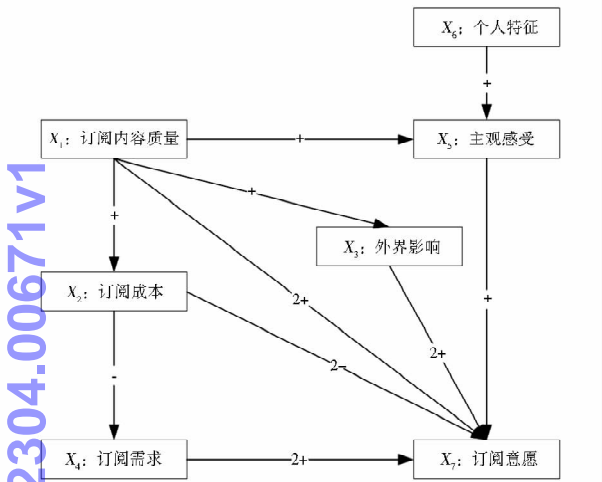 X₆：个人特征
+
X₁：订阅内容质量
+
X₅：主观感受
+
+
X₃：外界影响
X₂：订阅成本
2+
+
2-
2+
-
X₄：订阅需求
2+
X₇：订阅意愿
2304.00671v1